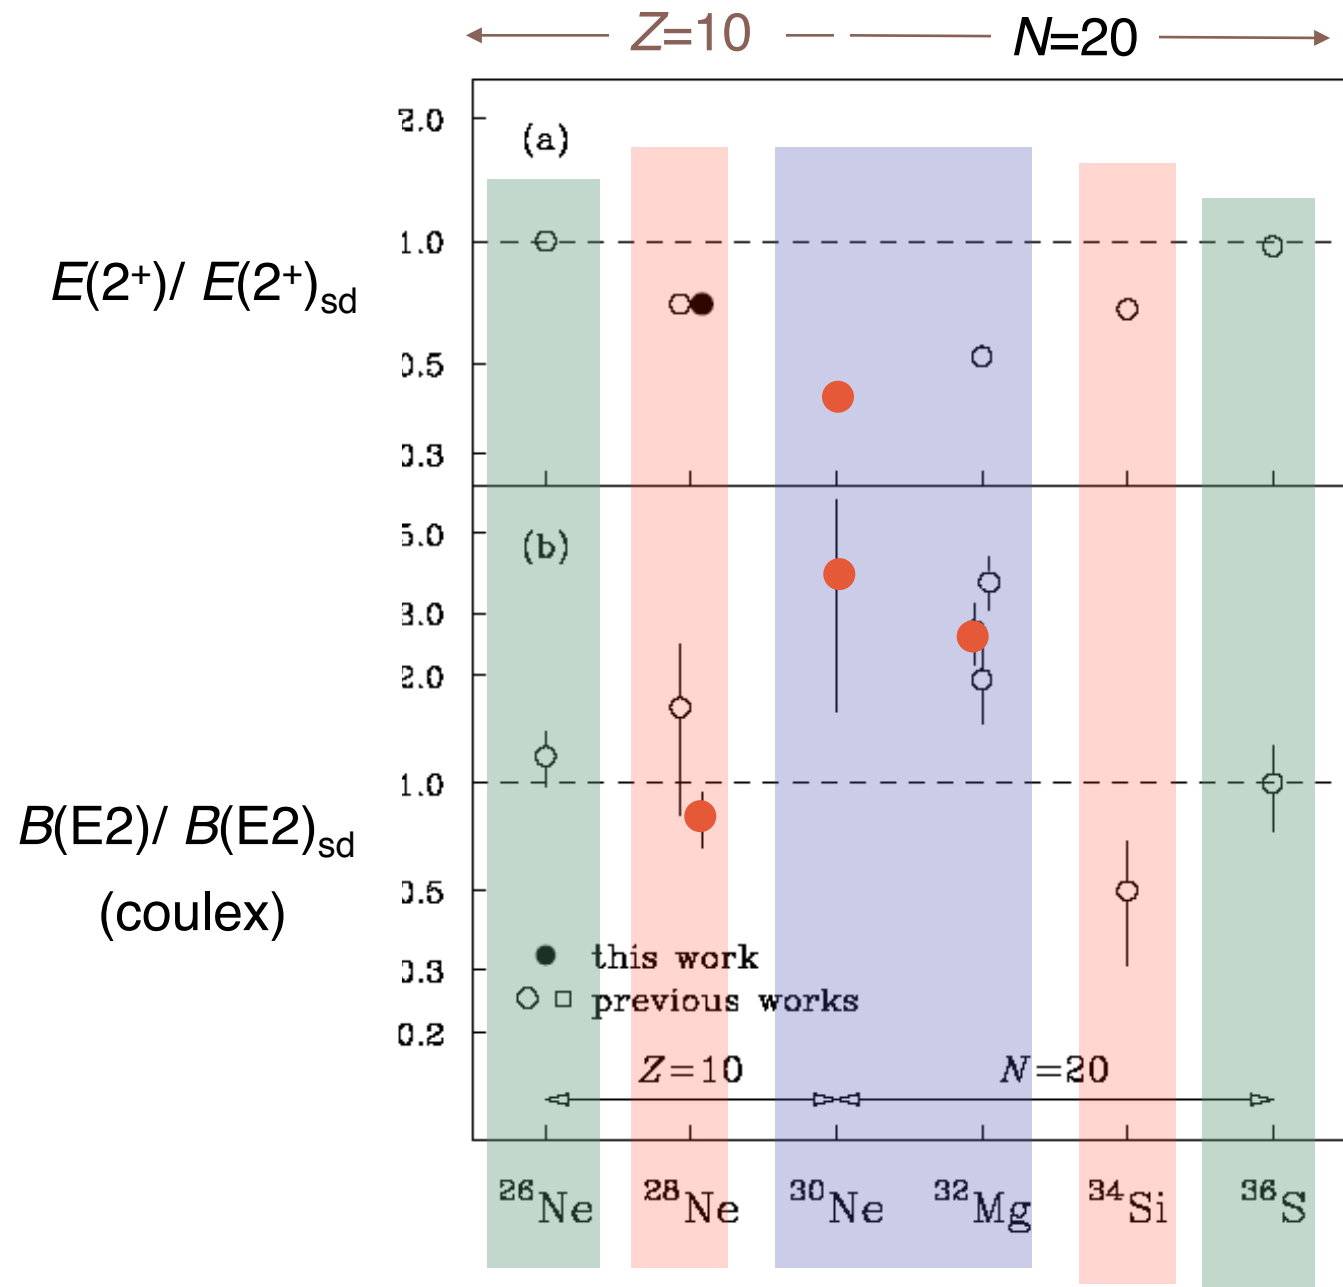 Z=10 N=20
(a)
2.0
1.0
0.5
0.3
E(2⁺)/ E(2⁺)sd
(b)
5.0
3.0
2.0
1.0
0.5
0.3
0.2
B(E2)/ B(E2)sd
(coulex)
this work
previous works
Z=10 N=20
²⁶Ne ²⁸Ne ³⁰Ne ³²Mg ³⁴Si ³⁶S